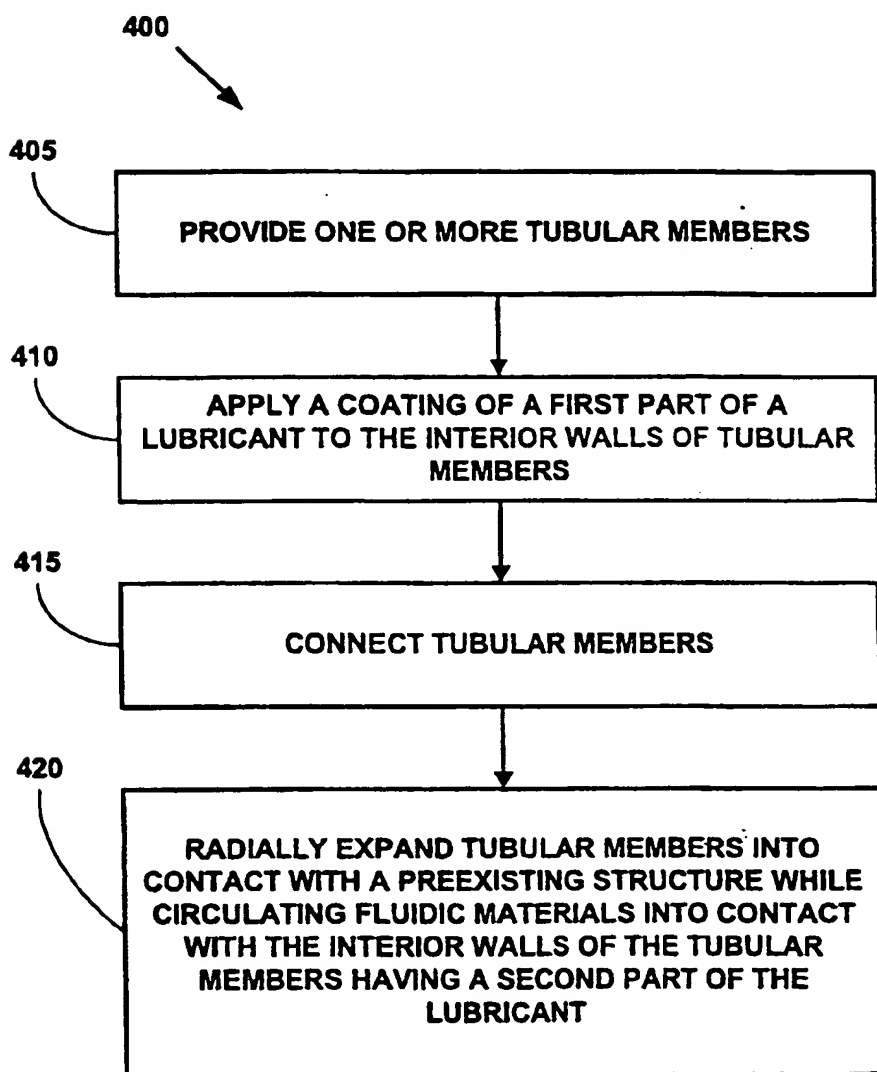 400
405
PROVIDE ONE OR MORE TUBULAR MEMBERS
410
APPLY A COATING OF A FIRST PART OF A
LUBRICANT TO THE INTERIOR WALLS OF TUBULAR
MEMBERS
415
CONNECT TUBULAR MEMBERS
420
RADIALLY EXPAND TUBULAR MEMBERS INTO
CONTACT WITH A PREEXISTING STRUCTURE WHILE
CIRCULATING FLUIDIC MATERIALS INTO CONTACT
WITH THE INTERIOR WALLS OF THE TUBULAR
MEMBERS HAVING A SECOND PART OF THE
LUBRICANT